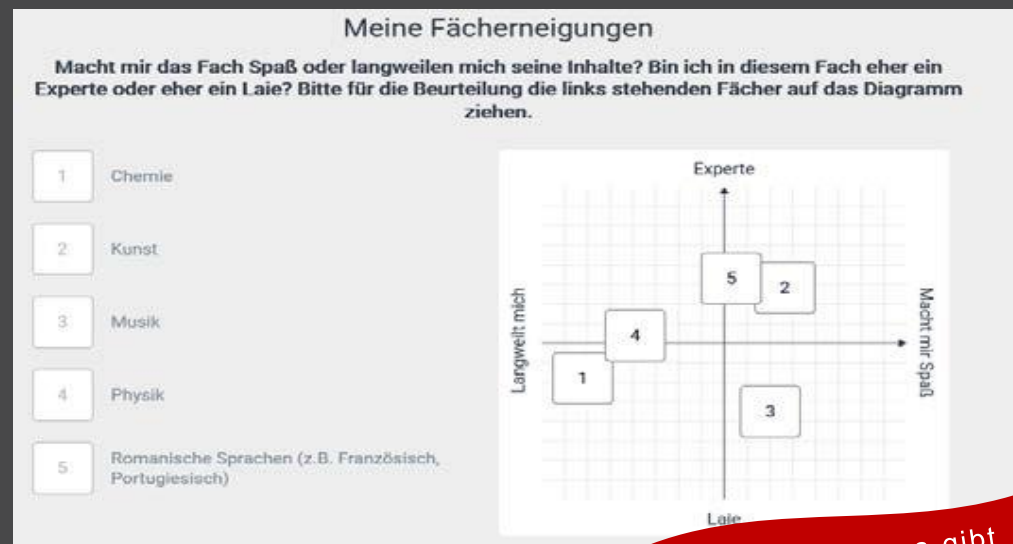 Meine Fächerneigungen
Macht mir das Fach Spaß oder langweilen mich seine Inhalte? Bin ich in diesem Fach eher ein
Experte oder eher ein Laie? Bitte für die Beurteilung die links stehenden Fächer auf das Diagramm
ziehen.
1 Chemie
2 Kunst
3 Musik
4 Physik
5 Romanische Sprachen (z.B. Französisch,
Portugiesisch)
Experte
5
2
Langweilt mich
Macht mir Spaß
4
1
3
Laie
gibt